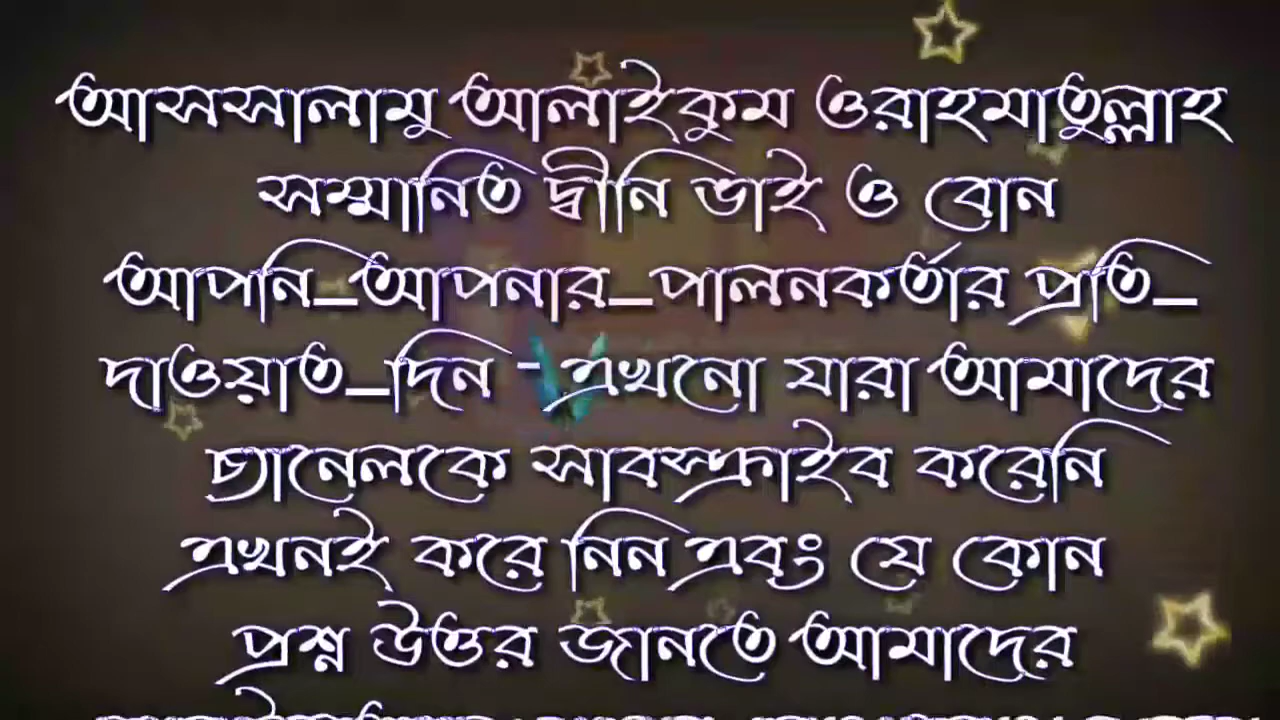 আসসালামু আলাইকুম ওরাহমাতুল্লাহ
সম্মানিত দ্বীনি ভাই ও বোন
আপনি_আপনার_পালনকর্তার প্রতি_
দাওয়াত_দিন - এখনো যারা আমাদের
চ্যানেলকে সাবস্ক্রাইব করেনি
এখনই করে নিন এবং যে কোন
প্রশ্ন উত্তর জানতে আমাদের